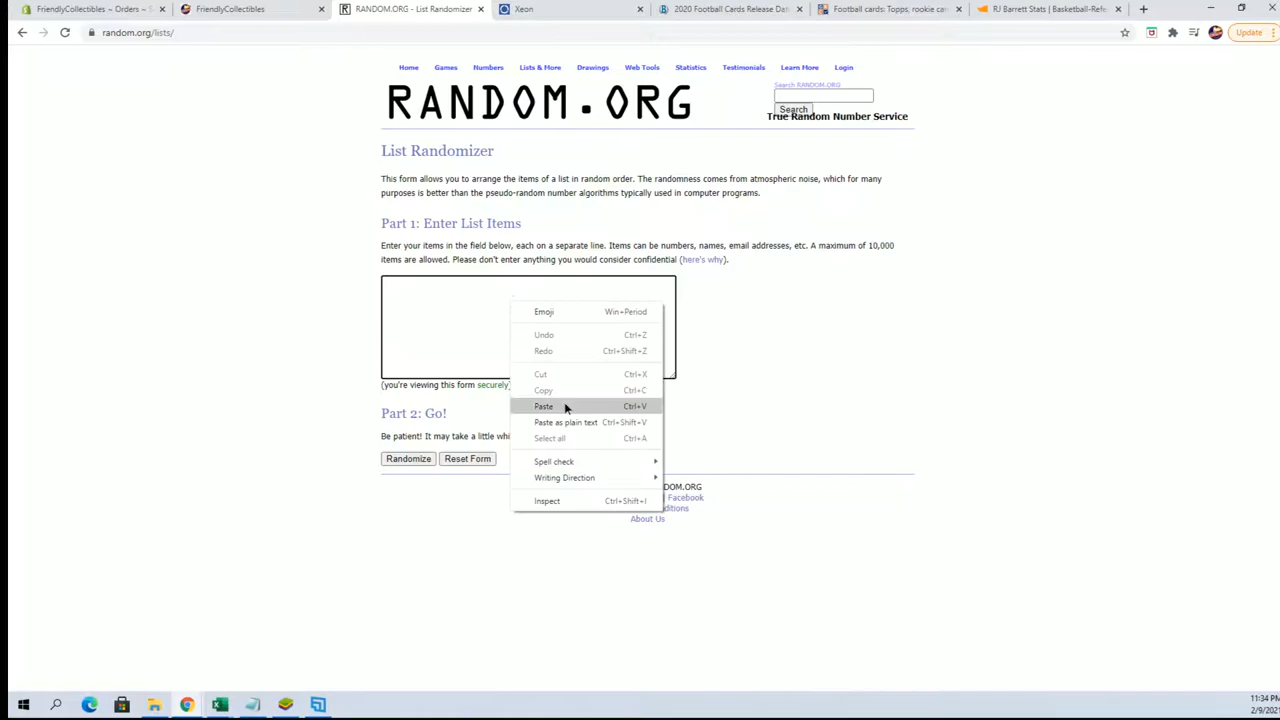 FriendlyCollectibles ~ Orders ~ S
FriendlyCollectibles
RANDOM.ORG - List Randomizer
Xeon
2020 Football Cards Release Dat
Football cards: Topps, rookie car
RJ Barrett Stats | Basketball-Refe
random.org/lists/
Update
Home Games Numbers Lists & More Drawings Web Tools Statistics Testimonials Learn More Login
RANDOM.ORG
Search RANDOM.ORG
Search
True Random Number Service
List Randomizer
This form allows you to arrange the items of a list in random order. The randomness comes from atmospheric noise, which for many
purposes is better than the pseudo-random number algorithms typically used in computer programs.
Part 1: Enter List Items
Enter your items in the field below, each on a separate line. Items can be numbers, names, email addresses, etc. A maximum of 10,000
items are allowed. Please don't enter anything you would consider confidential (here's why).
Emoji Win+Period
Undo Ctrl+Z
Redo Ctrl+Shift+Z
Cut Ctrl+X
Copy Ctrl+C
Paste Ctrl+V
Paste as plain text Ctrl+Shift+V
Select all Ctrl+A
Spell check
Writing Direction
Inspect Ctrl+Shift+I
(you're viewing this form securely)
Part 2: Go!
Be patient! It may take a little whi
Randomize Reset Form
DOM.ORG
Facebook
ditions
About Us
11:34
2/9/2021